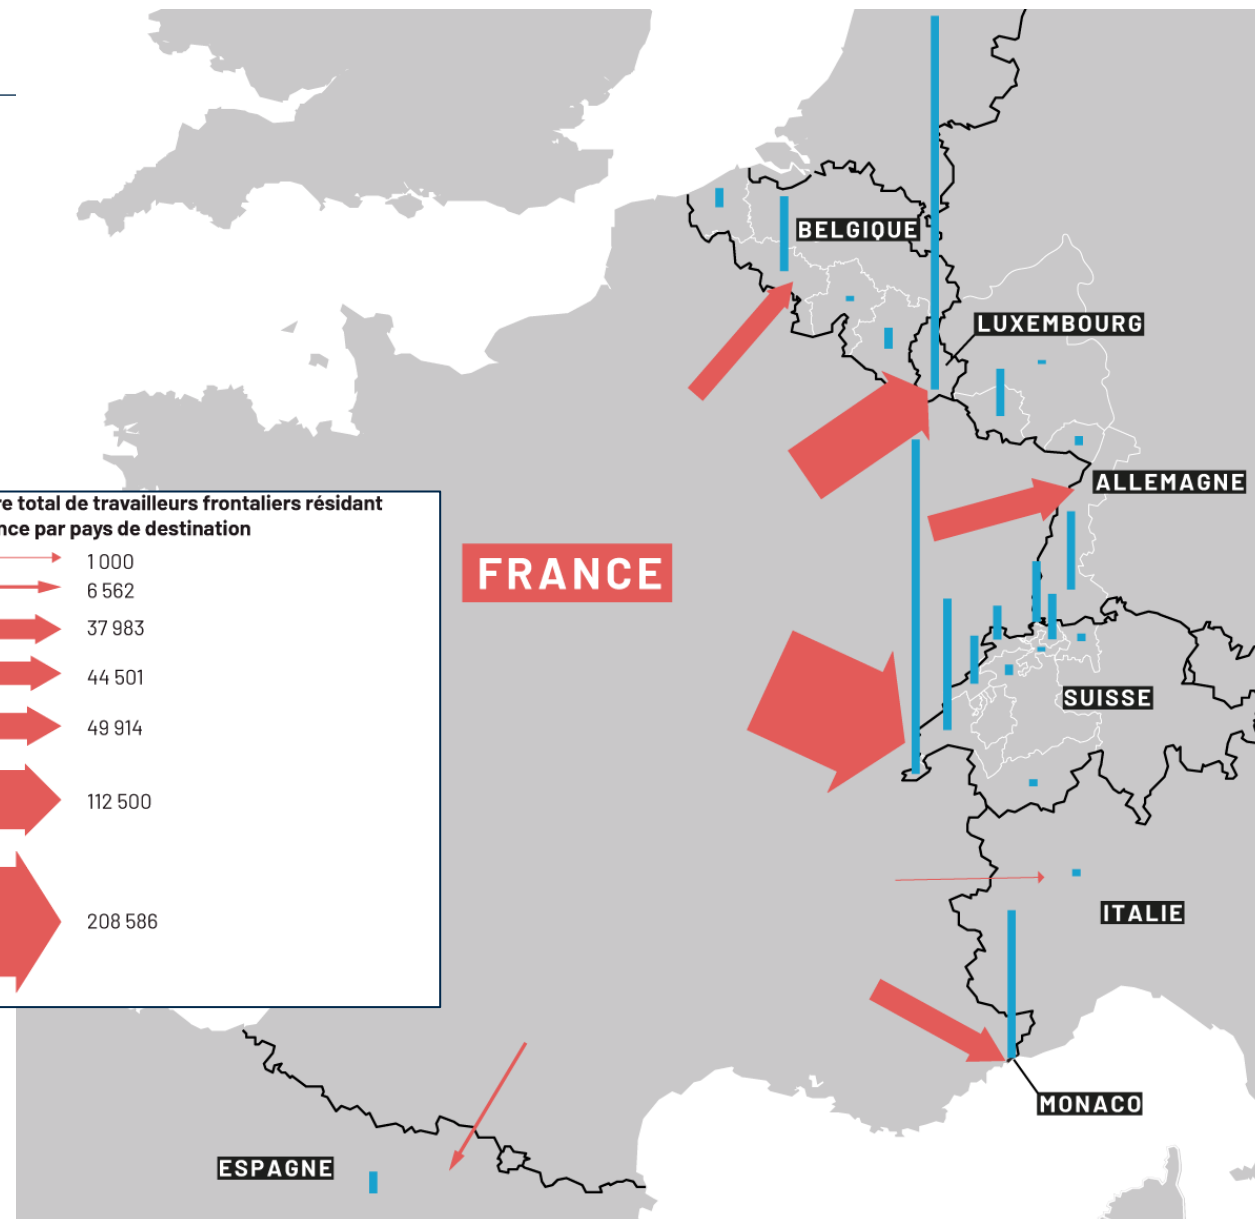 BELGIQUE
LUXEMBOURG
ALLEMAGNE
re total de travailleurs frontaliers résidant
nce par pays de destination
1 000
6 562
37 983
44 501
49 914
112 500
208 586
FRANCE
SUISSE
ITALIE
MONACO
ESPAGNE